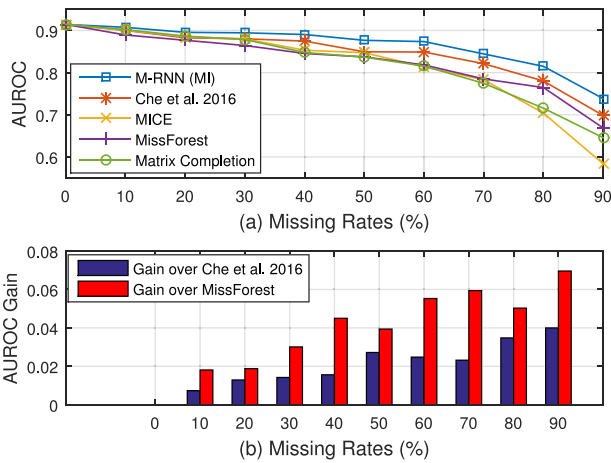 0.9
0.8
0.7
0.6
AUROC
M-RNN (MI)
Che et al. 2016
MICE
MissForest
Matrix Completion
0 10 20 30 40 50 60 70 80 90
(a) Missing Rates (%)
0.08
0.06
0.04
0.02
0
AUROC Gain
Gain over Che et al. 2016
Gain over MissForest
0 10 20 30 40 50 60 70 80 90
(b) Missing Rates (%)